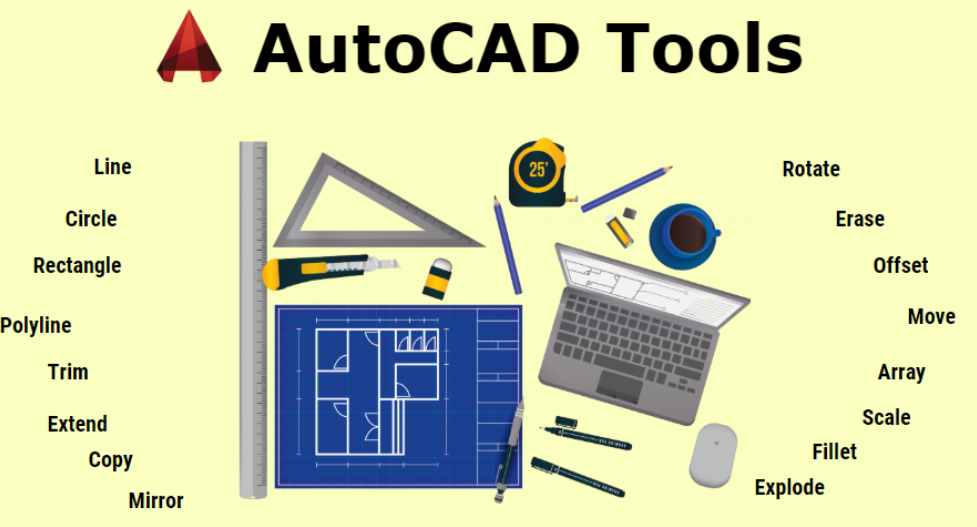 AutoCAD Tools
Line
Circle
Rectangle
Polyline
Trim
Extend
Copy
Mirror
25'
Rotate
Erase
Offset
Move
Array
Scale
Fillet
Explode